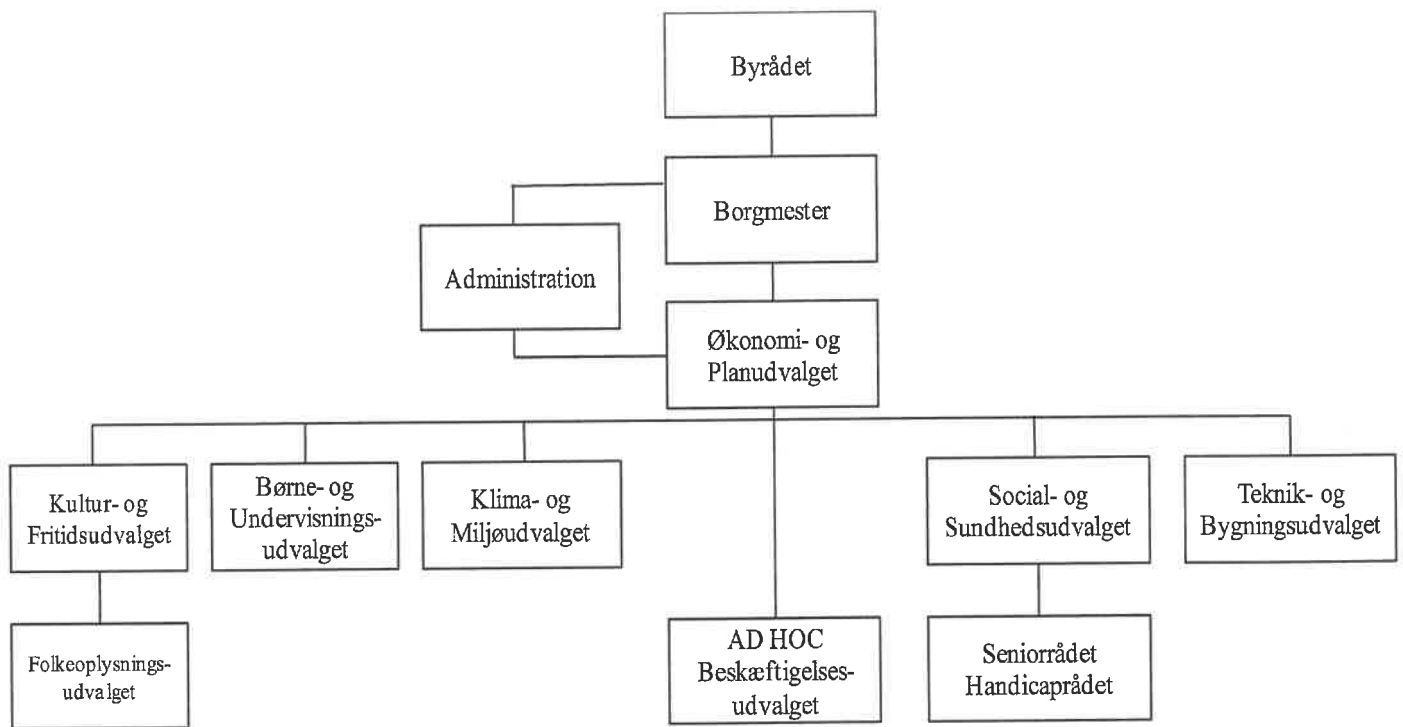 Byrådet
Borgmester
Administration
Økonomi- og
Planudvalget
Kultur- og
Fritidsudvalget
Børne- og
Undervisnings-
udvalget
Klima- og
Miljøudvalget
Social- og
Sundhedsudvalget
Teknik- og
Bygningsudvalget
Folkeoplysnings-
udvalget
AD HOC
Beskæftigelses-
udvalget
Seniorrådet
Handicaprådet